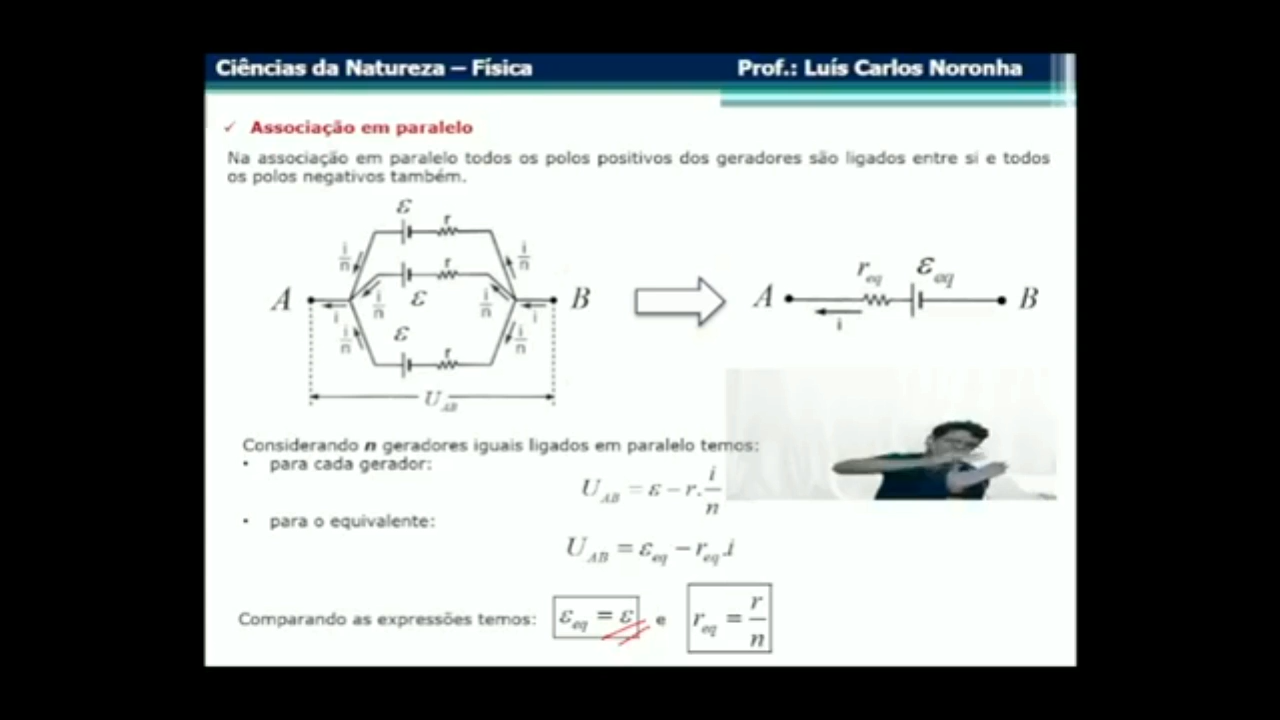 Ciências da Natureza – Física
Prof.: Luís Carlos Noronha
✓ Associação em paralelo
Na associação em paralelo todos os polos positivos dos geradores são ligados entre si e todos
os polos negativos também.
ε
r
i/n
i/n
r
A
i
i/n
ε
i/n
i
B
ε
i/n
i/n
r
U_AB
r_eq
ε_eq
A
B
i
Considerando n geradores iguais ligados em paralelo temos:
• para cada gerador:
U_AB = ε – r. i/n
• para o equivalente:
U_AB = ε_eq – r_eq.i
Comparando as expressões temos: ε_eq = ε e r_eq = r/n